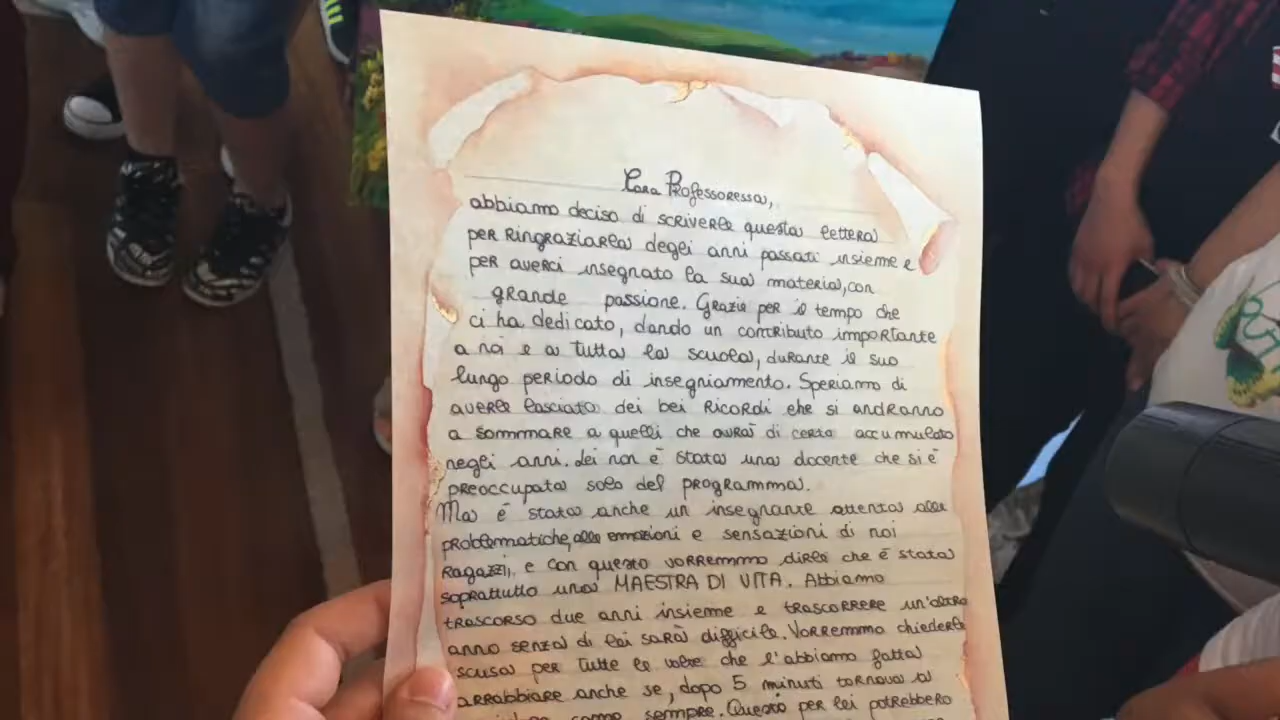 Cara Professoressa,
abbiamo deciso di scriverle questa lettera
per ringraziarla degli anni passati insieme e
per averci insegnato la sua materia, con
grande passione. Grazie per il tempo che
ci ha dedicato, dando un contributo importante
a noi e a tutta la scuola, durante il suo
lungo periodo di insegniamento. Speriamo di
averle lasciato dei bei ricordi che si andranno
a sommare a quelli che avrà di certo accumulato
negli anni. Lei non è stata una docente che si è
preoccupata solo del programma.
Ma è stata anche un insegnante attenta alle
problematiche, alle emozioni e sensazioni di noi
ragazzi, e con questo vorremmo dirle che è stata
soprattutto una MAESTRA DI VITA. Abbiamo
trascorso due anni insieme e trascorrere un'altro
anno senza di lei sarà difficile. Vorremmo chiederle
scusa per tutte le volte che l'abbiamo fatta
arrabbiare anche se, dopo 5 minuti tornava a
come sempre. Questo per lei potrebbero